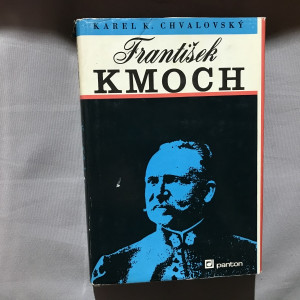 KAREL K. CHVALOVSKÝ
František
KMOCH
panton